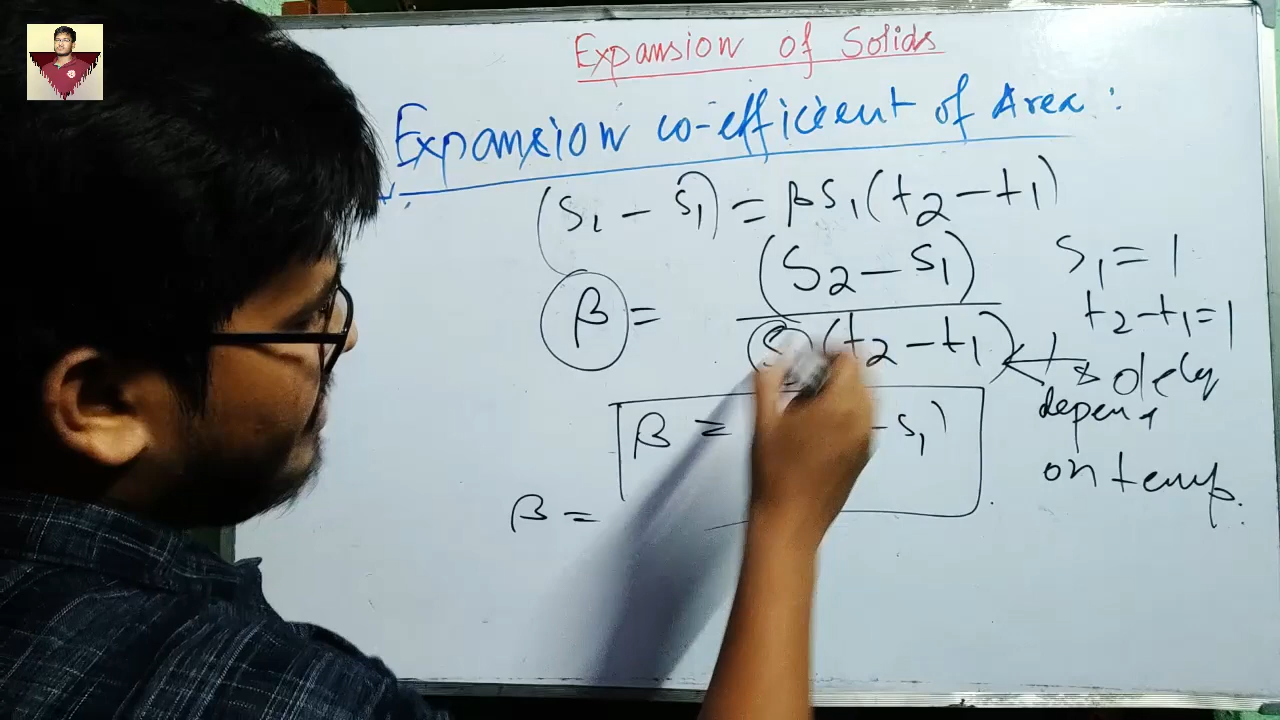 Expansion of Solids
Expansion co-efficient of Area :
(S₂ - S₁) = βS₁(t₂-t₁)
β = (S₂-S₁)
(t₂-t₁)
S₁ = 1
t₂-t₁=1
depend
on temp.
β = - S₁)
β =